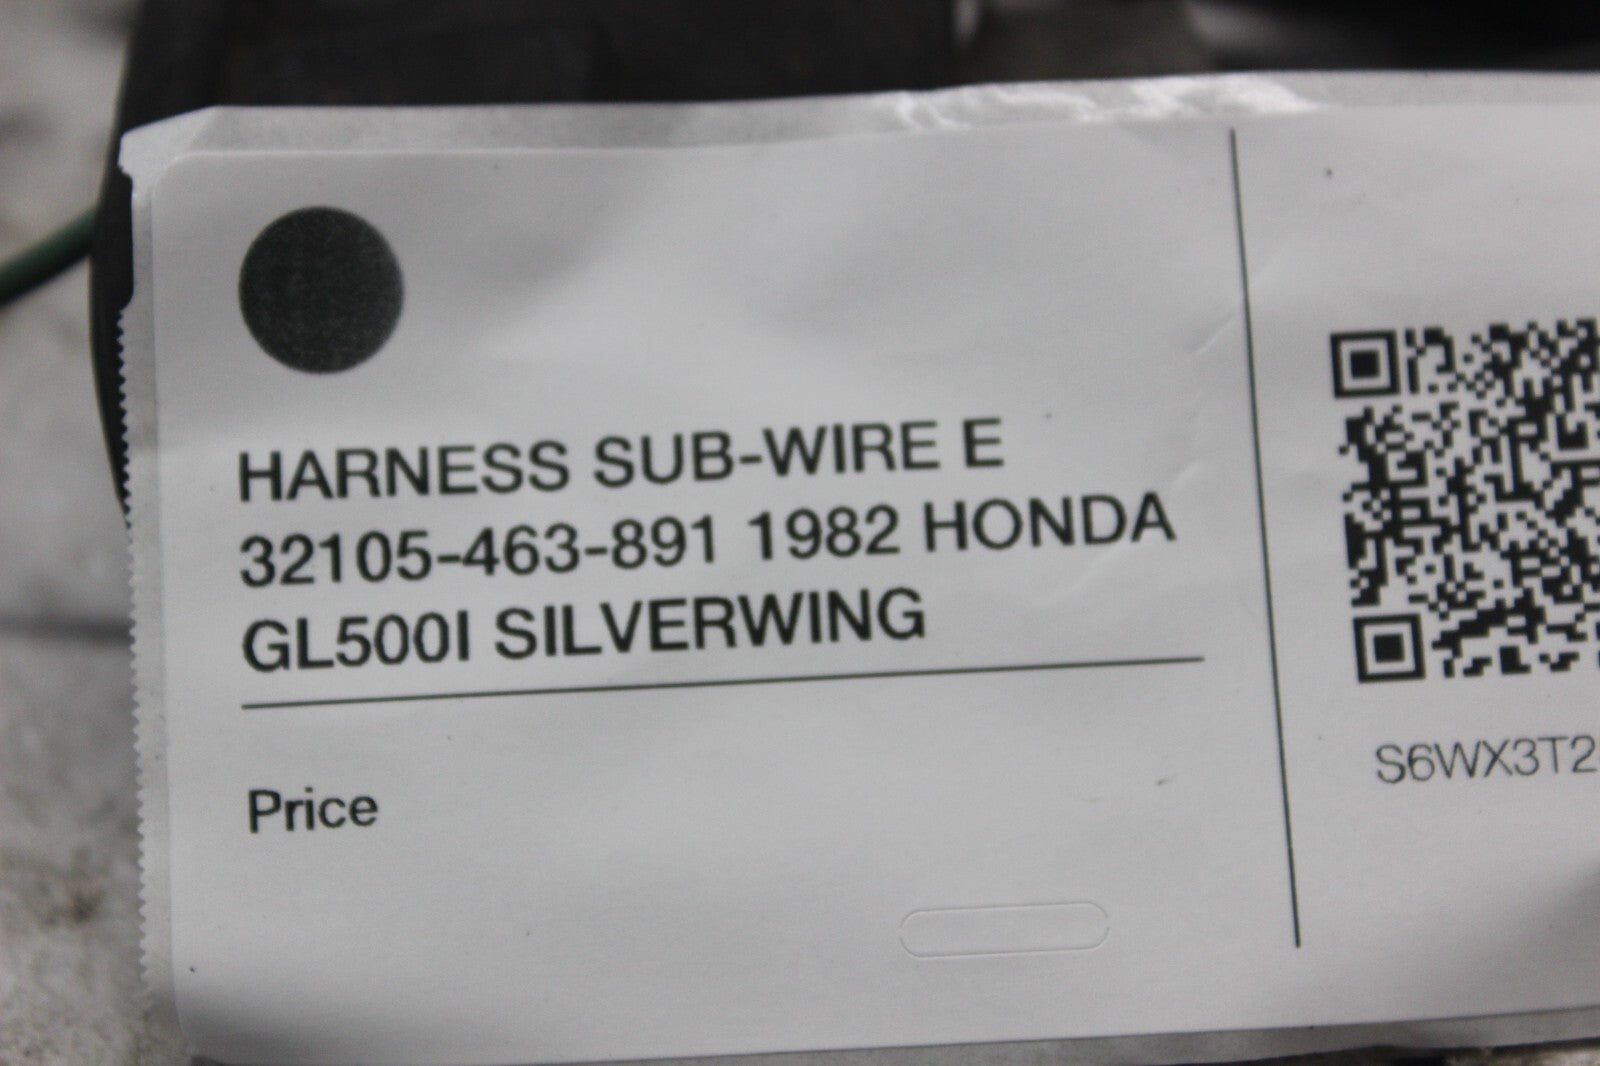 HARNESS SUB-WIRE E
32105-463-891 1982 HONDA
GL500I SILVERWING
Price
S6WX3T2